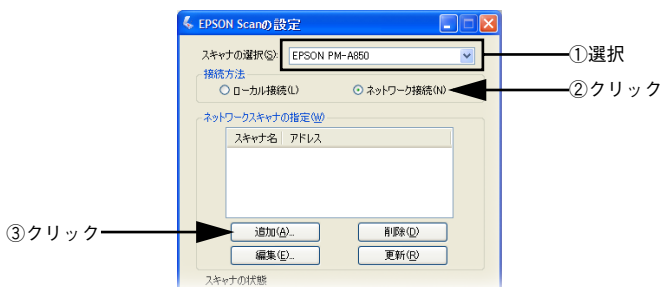 EPSON Scanの設定
スキャナの選択(S): EPSON PM-A850
①選択
接続方法
ローカル接続(L) ネットワーク接続(N)
②クリック
ネットワークスキャナの指定(W)
スキャナ名 アドレス
③クリック
追加(A)... 削除(D)
編集(E)... 更新(R)
スキャナの状態